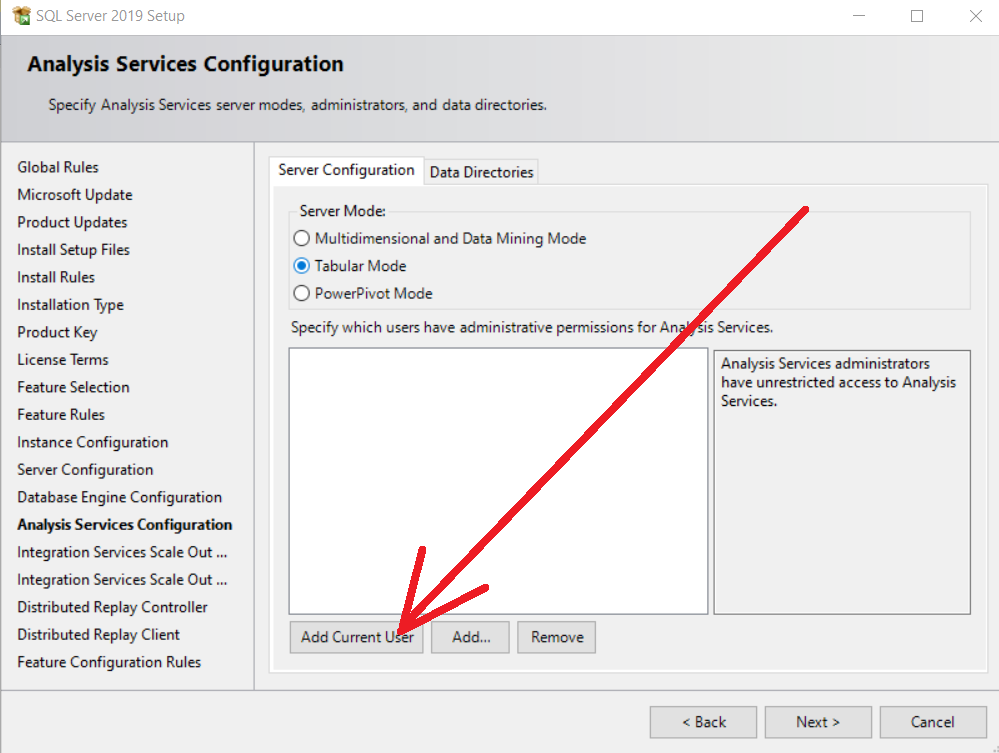 SQL Server 2019 Setup
Analysis Services Configuration
Specify Analysis Services server modes, administrators, and data directories.
Global Rules
Microsoft Update
Product Updates
Install Setup Files
Install Rules
Installation Type
Product Key
License Terms
Feature Selection
Feature Rules
Instance Configuration
Server Configuration
Database Engine Configuration
Analysis Services Configuration
Integration Services Scale Out ...
Integration Services Scale Out ...
Distributed Replay Controller
Distributed Replay Client
Feature Configuration Rules
Server Configuration Data Directories
Server Mode:
Multidimensional and Data Mining Mode
Tabular Mode
PowerPivot Mode
Specify which users have administrative permissions for Analysis Services.
Analysis Services administrators
have unrestricted access to Analysis
Services.
Add Current User Add... Remove
< Back Next > Cancel